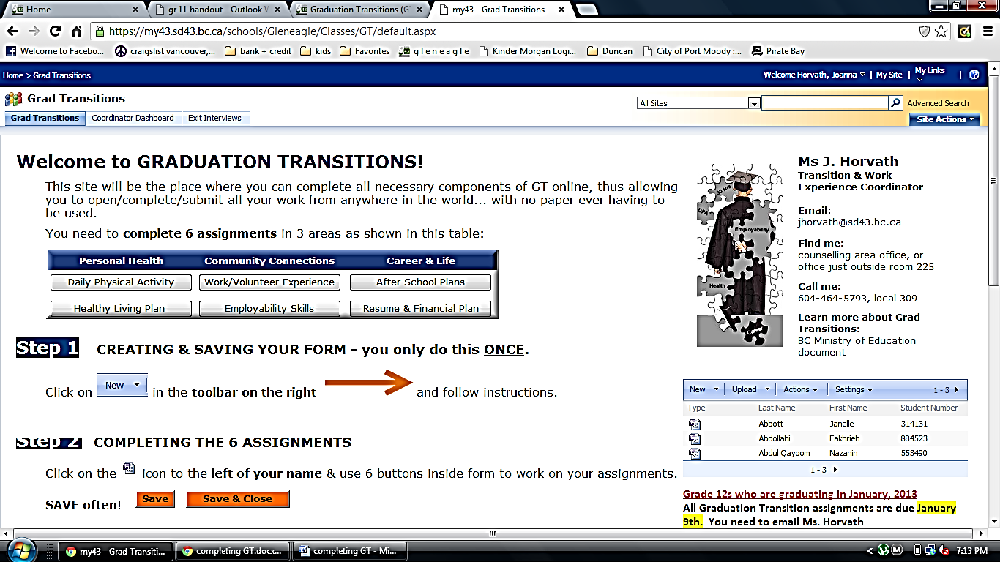 Home
gr11 handout - Outlook W
Graduation Transitions (GT
my43 - Grad Transitions
https://my43.sd43.bc.ca/schools/Gleneagle/Classes/GT/default.aspx
Welcome to Facebo... craigslist vancouver,... bank + credit kids Favorites g l e n e a g l e Kinder Morgan Logi... Duncan City of Port Moody :... Pirate Bay
Home > Grad Transitions
Welcome Horvath, Joanna | My Site | My Links |
Grad Transitions
All Sites
Advanced Search
Grad Transitions Coordinator Dashboard Exit Interviews
Site Actions
Welcome to GRADUATION TRANSITIONS!
This site will be the place where you can complete all necessary components of GT online, thus allowing
you to open/complete/submit all your work from anywhere in the world... with no paper ever having to
be used.
You need to complete 6 assignments in 3 areas as shown in this table:
Personal Health Community Connections Career & Life
Daily Physical Activity Work/Volunteer Experience After School Plans
Healthy Living Plan Employability Skills Resume & Financial Plan
Step 1 CREATING & SAVING YOUR FORM - you only do this ONCE.
Click on New in the toolbar on the right and follow instructions.
Step 2 COMPLETING THE 6 ASSIGNMENTS
Click on the icon to the left of your name & use 6 buttons inside form to work on your assignments.
SAVE often! Save Save & Close
30 Hrs
DPA
Employability
Health
Career
Ms J. Horvath
Transition & Work
Experience Coordinator
Email:
jhorvath@sd43.bc.ca
Find me:
counselling area office, or
office just outside room 225
Call me:
604-464-5793, local 309
Learn more about Grad
Transitions:
BC Ministry of Education
document
New Upload Actions Settings 1 - 3
Type Last Name First Name Student Number
Abbott Janelle 314131
Abdollahi Fakhrieh 884523
Abdul Qayoom Nazanin 553490
1 - 3
Grade 12s who are graduating in January, 2013
All Graduation Transition assignments are due January
9th. You need to email Ms. Horvath
my43 - Grad Transiti... completing GT.docx... completing GT - Mi... 7:13 PM